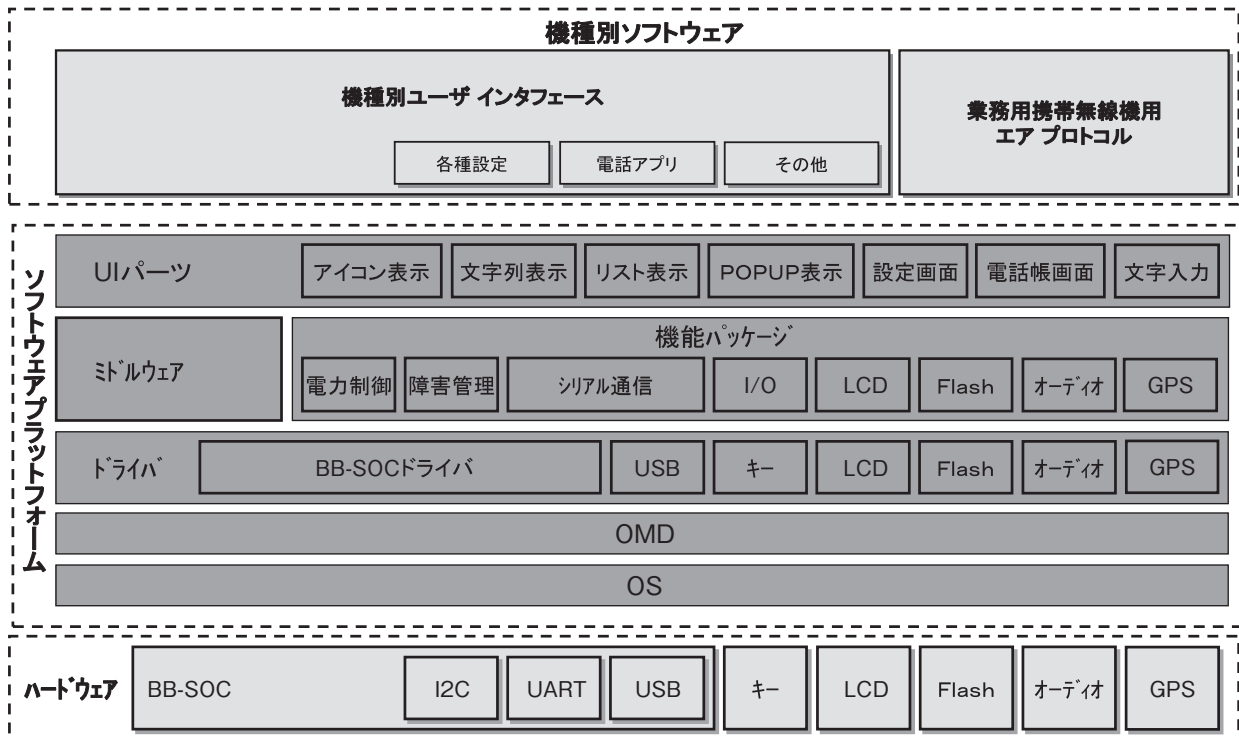 機種別ソフトウェア
機種別ユーザ インタフェース
各種設定
電話アプリ
その他
業務用携帯無線機用
エア プロトコル
ソフトウェアプラットフォーム
UIパーツ
アイコン表示
文字列表示
リスト表示
POPUP表示
設定画面
電話帳画面
文字入力
ﾐﾄﾞﾙｳｪｱ
機能ﾊﾟｯｹｰｼﾞ
電力制御
障害管理
ｼﾘｱﾙ通信
I/O
LCD
Flash
ｵｰﾃﾞｨｵ
GPS
ﾄﾞﾗｲﾊﾞ
BB-SOCドライバ
USB
ｷｰ
LCD
Flash
ｵｰﾃﾞｨｵ
GPS
OMD
OS
ﾊｰﾄﾞｳｪｱ
BB-SOC
I2C
UART
USB
ｷｰ
LCD
Flash
ｵｰﾃﾞｨｵ
GPS